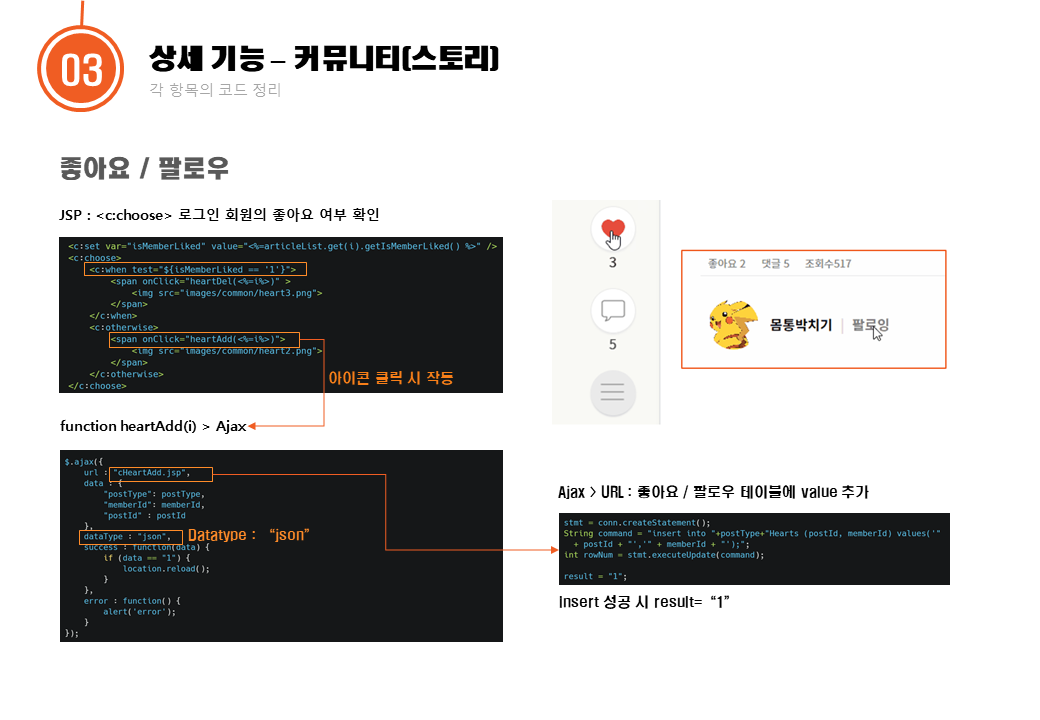 03
상세 기능 – 커뮤니티(스토리)
각 항목의 코드 정리
좋아요 / 팔로우
JSP : <c:choose> 로그인 회원의 좋아요 여부 확인
<c:set var="isMemberLiked" value="<%=articleList.get(i).getIsMemberLiked() %>" />
<c:choose>
<c:when test="${isMemberLiked == '1'}">
<span onClick="heartDel(<%=i%>)" >
<img src="images/common/heart3.png">
</span>
</c:when>
<c:otherwise>
<span onClick="heartAdd(<%=i%>)">
<img src="images/common/heart2.png">
</span>
</c:otherwise>
</c:choose>
아이콘 클릭 시 작동
function heartAdd(i) > Ajax
$.ajax({
url : "cHeartAdd.jsp",
data : {
"postType": postType,
"memberId": memberId,
"postId" : postId
},
dataType : "json",
Datatype : “json”
success : function(data) {
if (data == "1") {
location.reload();
}
},
error : function() {
alert('error');
}
});
3
5
좋아요 2 댓글 5 조회수517
몸통박치기 | 팔로잉
Ajax > URL : 좋아요 / 팔로우 테이블에 value 추가
stmt = conn.createStatement();
String command = "insert into "+postType+"Hearts (postId, memberId) values('"
+ postId + "','" + memberId + "');";
int rowNum = stmt.executeUpdate(command);
result = "1";
Insert 성공 시 result= “1”